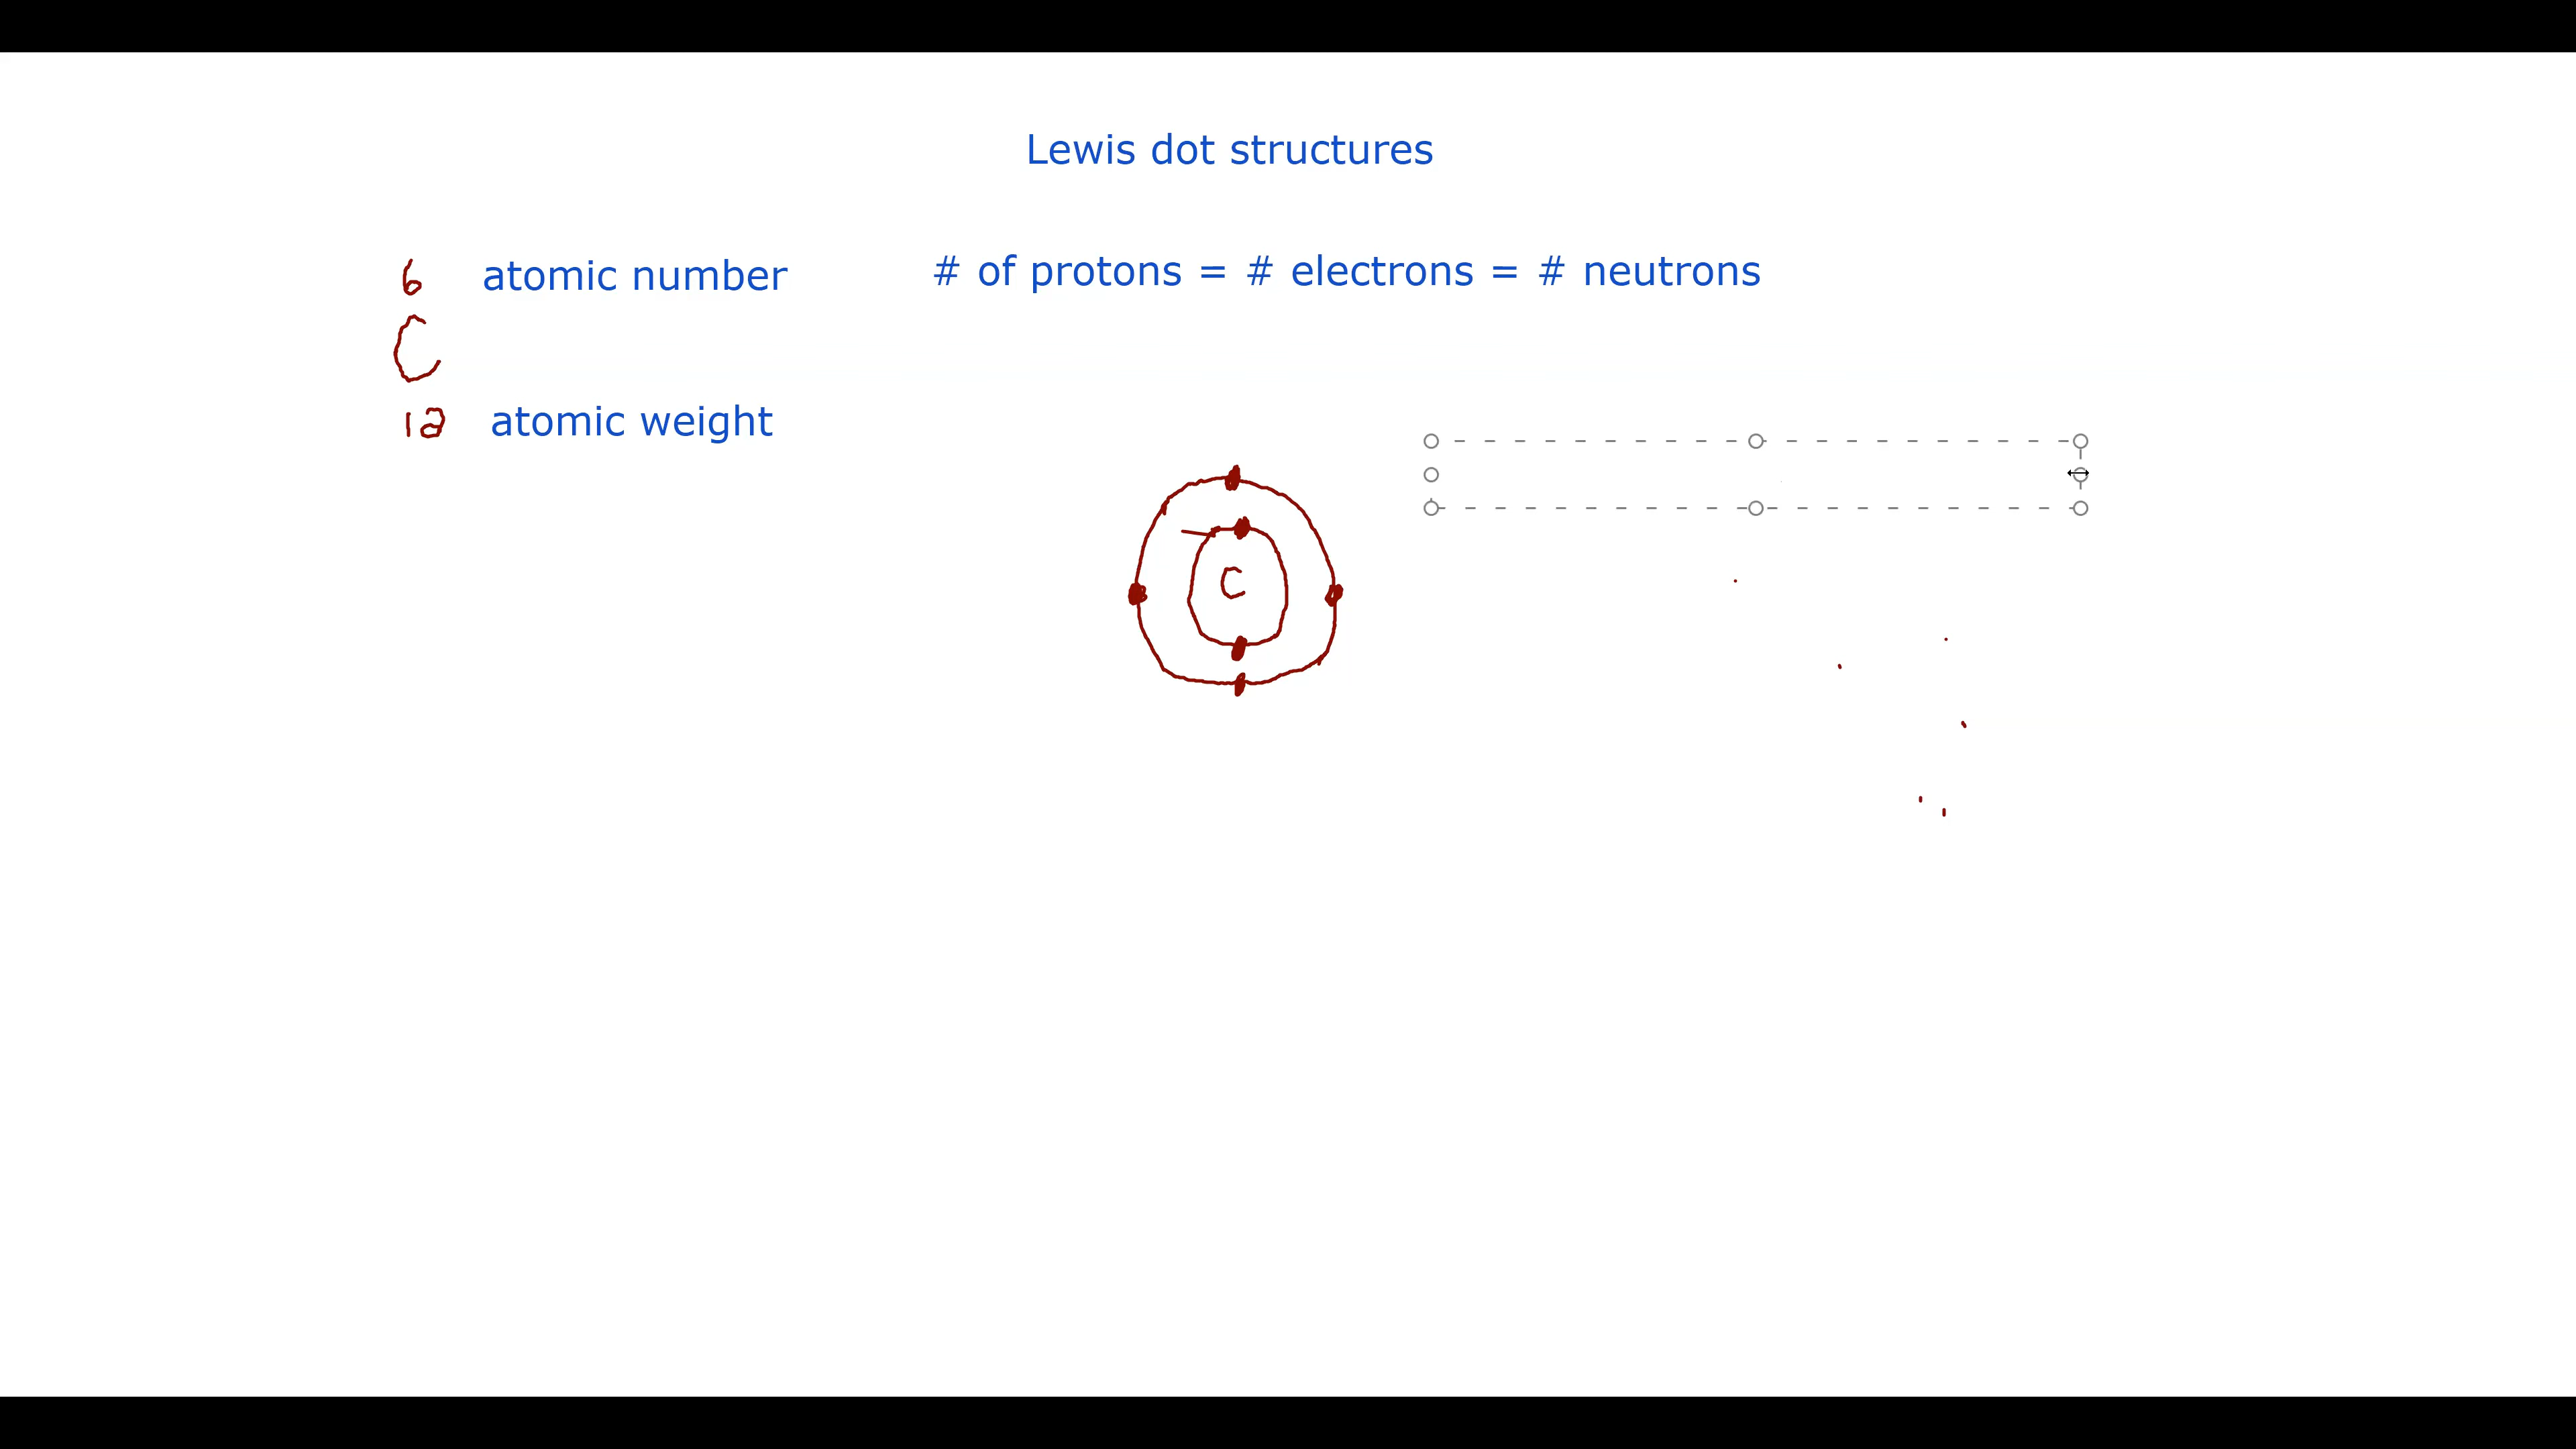 Lewis dot structures
6 atomic number # of protons = # electrons = # neutrons
C
12 atomic weight
C